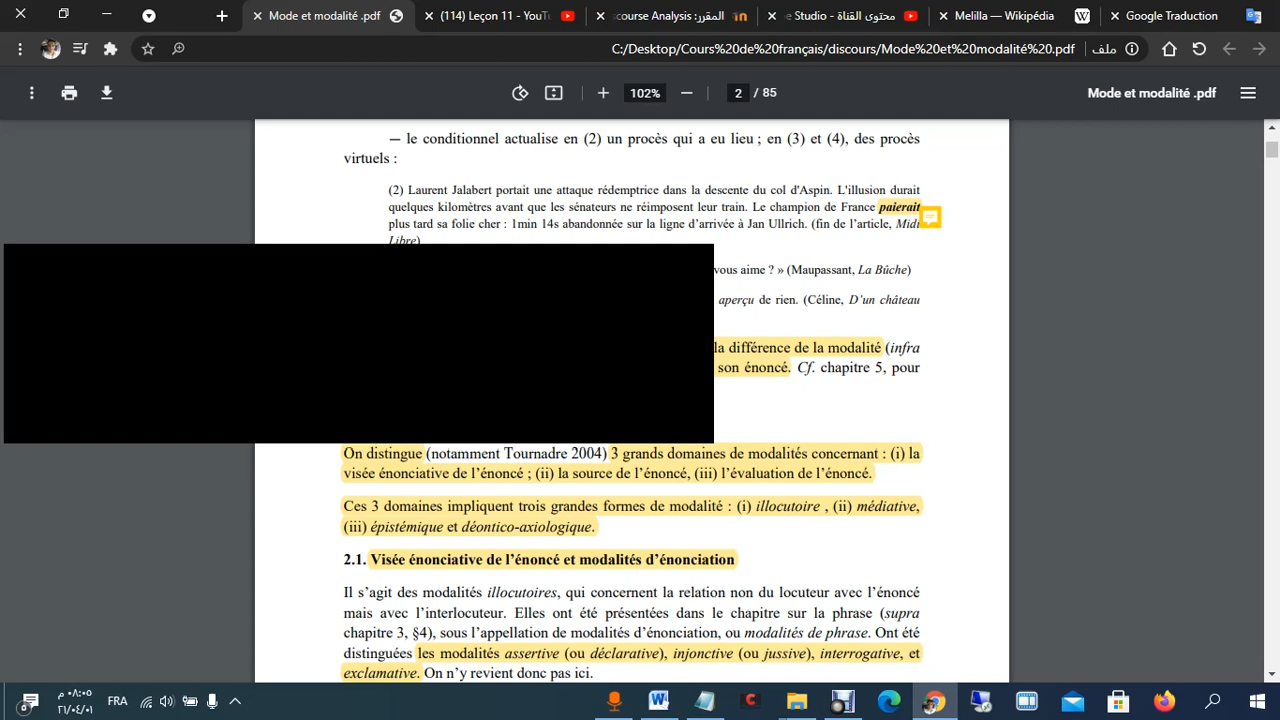 Mode et modalité .pdf
(114) Leçon 11 - YouTu
course Analysis :المقرر
e Studio - محتوى القناة
Melilla — Wikipédia
Google Traduction
C:/Desktop/Cours%20de%20français/discours/Mode%20et%20modalité%20.pdf
ملف
102%
2 / 85
Mode et modalité .pdf
— le conditionnel actualise en (2) un procès qui a eu lieu ; en (3) et (4), des procès
virtuels :
(2) Laurent Jalabert portait une attaque rédemptrice dans la descente du col d'Aspin. L'illusion durait
quelques kilomètres avant que les sénateurs ne réimposent leur train. Le champion de France paierait
plus tard sa folie cher : 1min 14s abandonnée sur la ligne d'arrivée à Jan Ullrich. (fin de l'article, Midi
Libre)
vous aime ? » (Maupassant, La Bûche)
aperçu de rien. (Céline, D'un château
la différence de la modalité (infra
son énoncé. Cf. chapitre 5, pour
On distingue (notamment Tournadre 2004) 3 grands domaines de modalités concernant : (i) la
visée énonciative de l'énoncé ; (ii) la source de l'énoncé, (iii) l'évaluation de l'énoncé.
Ces 3 domaines impliquent trois grandes formes de modalité : (i) illocutoire , (ii) médiative,
(iii) épistémique et déontico-axiologique.
2.1. Visée énonciative de l'énoncé et modalités d'énonciation
Il s'agit des modalités illocutoires, qui concernent la relation non du locuteur avec l'énoncé
mais avec l'interlocuteur. Elles ont été présentées dans le chapitre sur la phrase (supra
chapitre 3, §4), sous l'appellation de modalités d'énonciation, ou modalités de phrase. Ont été
distinguées les modalités assertive (ou déclarative), injonctive (ou jussive), interrogative, et
exclamative. On n'y revient donc pas ici.
FRA
٠٨:٠٥ م